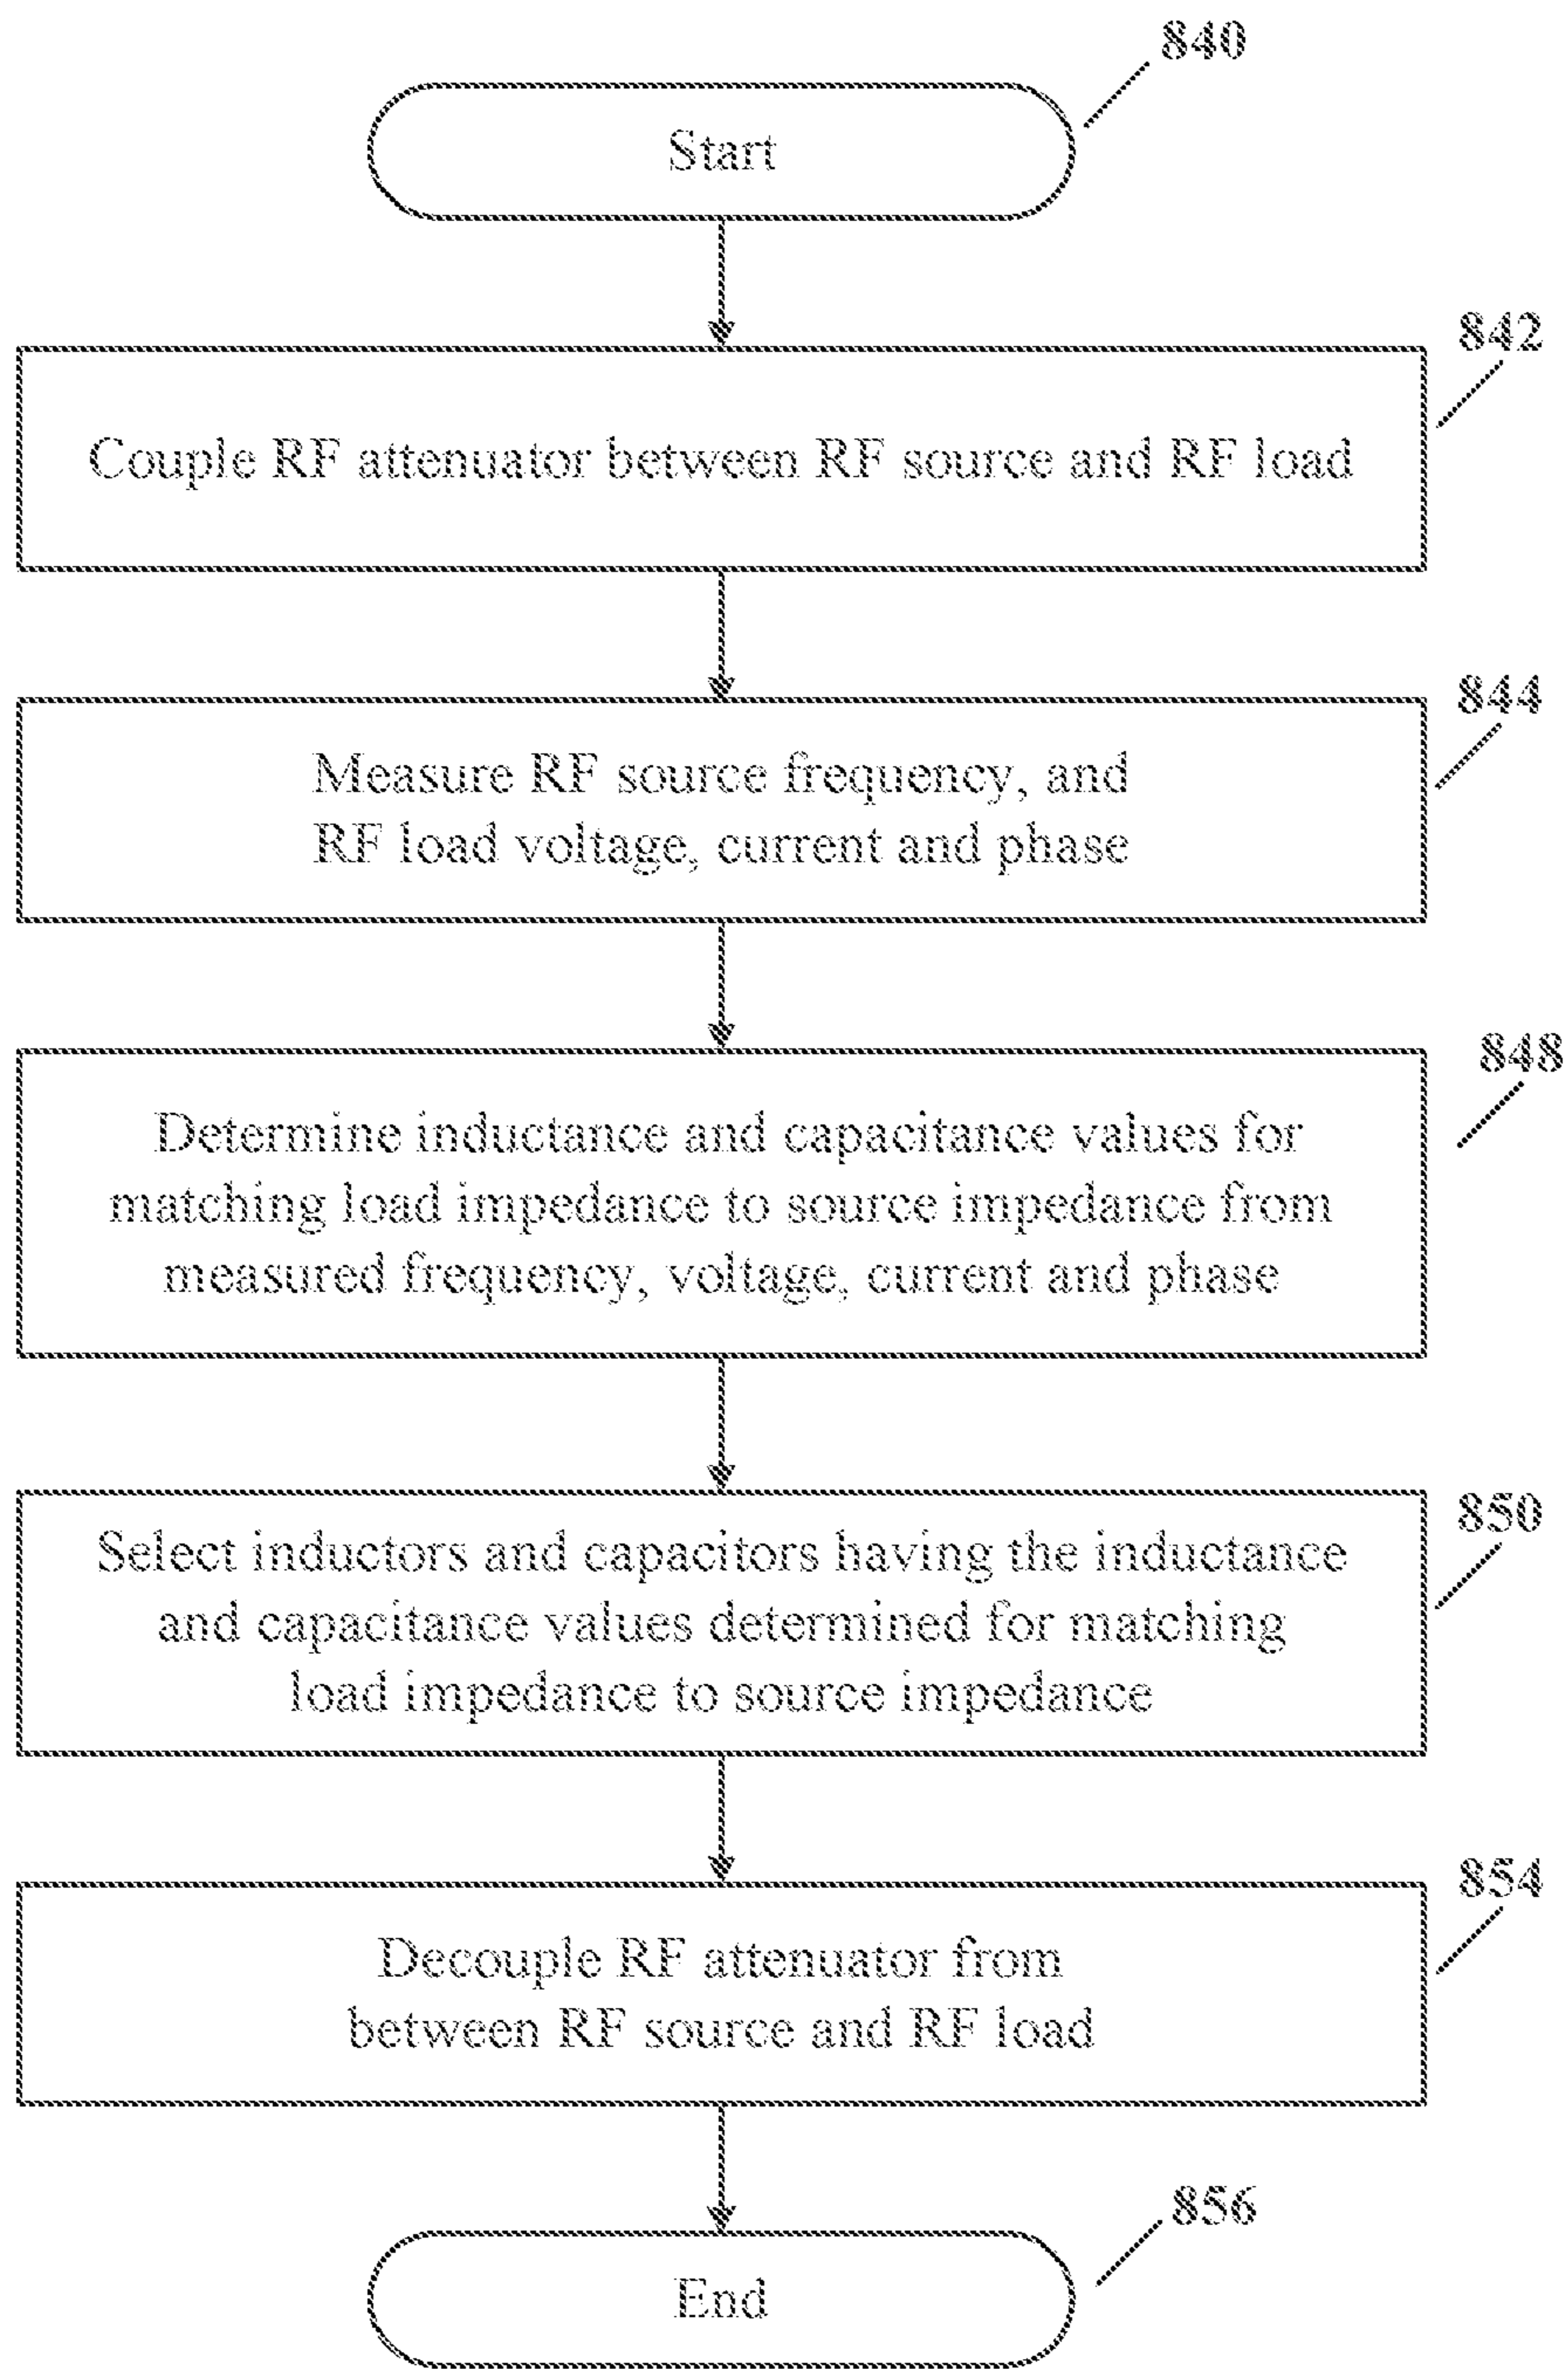 840
Start
842
Couple RF attenuator between RF source and RF load
844
Measure RF source frequency, and
RF load voltage, current and phase
848
Determine inductance and capacitance values for
matching load impedance to source impedance from
measured frequency, voltage, current and phase
850
Select inductors and capacitors having the inductance
and capacitance values determined for matching
load impedance to source impedance
854
Decouple RF attenuator from
between RF source and RF load
856
End